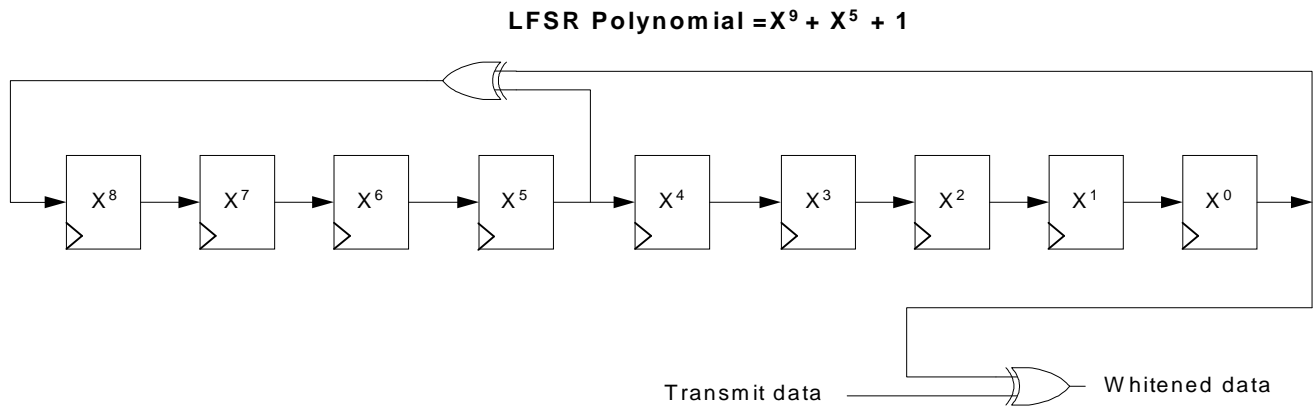 LFSR Polynomial =X⁹ + X⁵ + 1
X⁸ X⁷ X⁶ X⁵ X⁴ X³ X² X¹ X⁰
Transmit data Whitened data